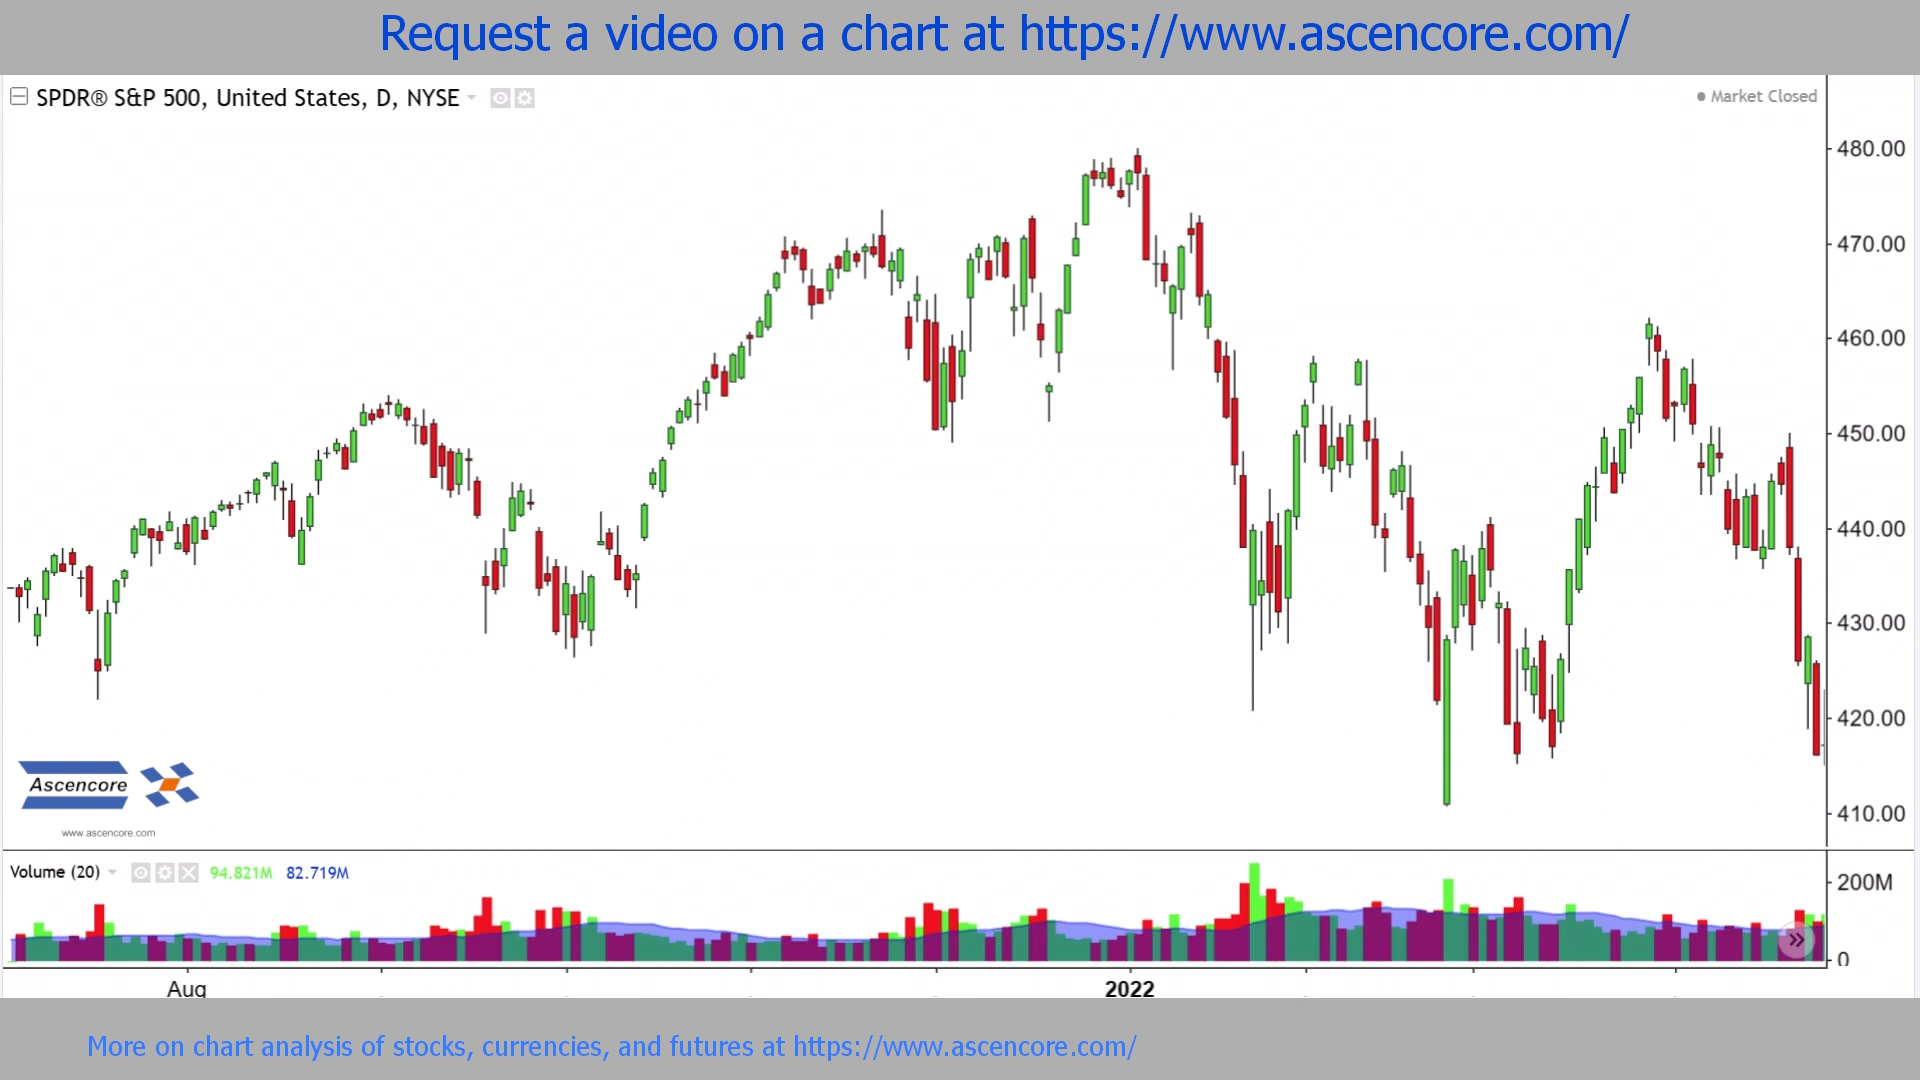 Request a video on a chart at https://www.ascencore.com/
SPDR® S&P 500, United States, D, NYSE
Market Closed
480.00
470.00
460.00
450.00
440.00
430.00
420.00
410.00
Ascencore
www.ascencore.com
Volume (20) 94.821M 82.719M
200M
0
Aug 2022
More on chart analysis of stocks, currencies, and futures at https://www.ascencore.com/